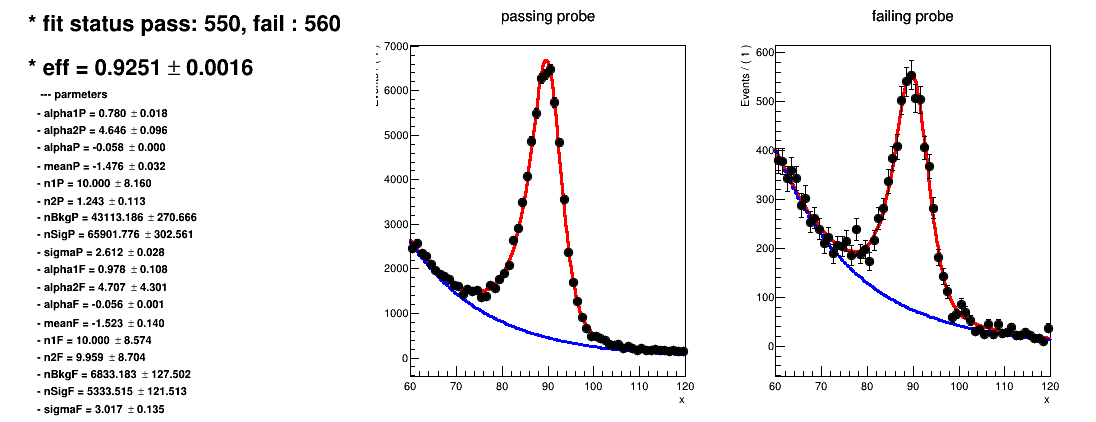 * fit status pass: 550, fail : 560
* eff = 0.9251 ± 0.0016
--- parmeters
- alpha1P = 0.780 ± 0.018
- alpha2P = 4.646 ± 0.096
- alphaP = -0.058 ± 0.000
- meanP = -1.476 ± 0.032
- n1P = 10.000 ± 8.160
- n2P = 1.243 ± 0.113
- nBkgP = 43113.186 ± 270.666
- nSigP = 65901.776 ± 302.561
- sigmaP = 2.612 ± 0.028
- alpha1F = 0.978 ± 0.108
- alpha2F = 4.707 ± 4.301
- alphaF = -0.056 ± 0.001
- meanF = -1.523 ± 0.140
- n1F = 10.000 ± 8.574
- n2F = 9.959 ± 8.704
- nBkgF = 6833.183 ± 127.502
- nSigF = 5333.515 ± 121.513
- sigmaF = 3.017 ± 0.135
passing probe
7000
6000
5000
4000
3000
2000
1000
0
60 70 80 90 100 110 120
x
failing probe
Events / ( 1 )
600
500
400
300
200
100
0
60 70 80 90 100 110 120
x